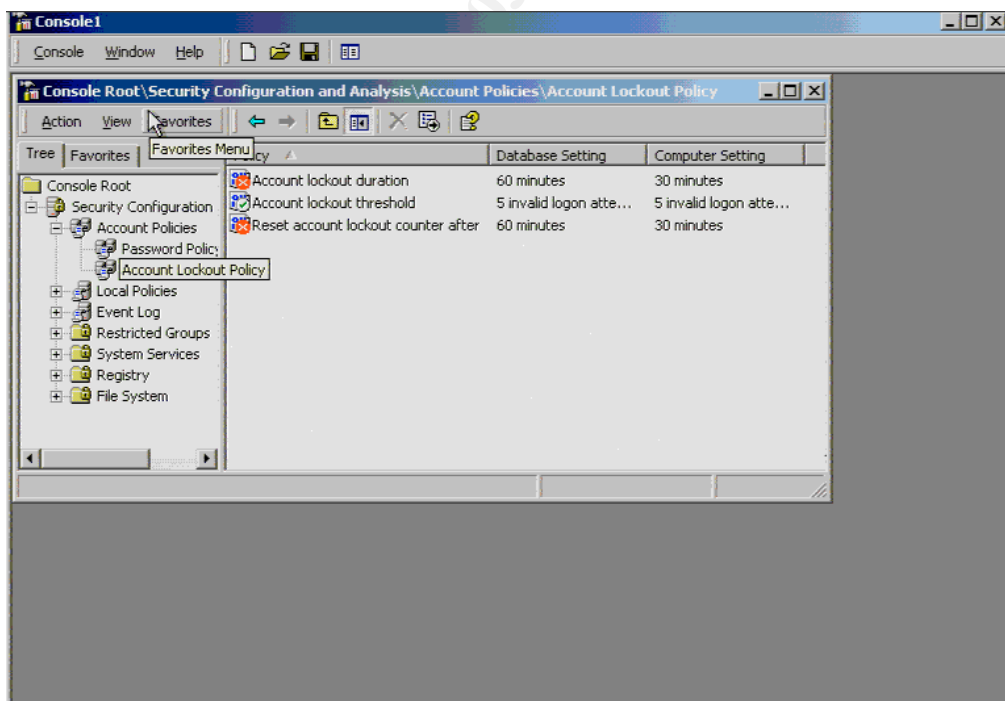 Console1
Console Window Help
Console Root\Security Configuration and Analysis\Account Policies\Account Lockout Policy
Action View Favorites
Favorites Menu
Tree Favorites
Database Setting Computer Setting
Console Root
Security Configuration
Account Policies
Password Policy
Account Lockout Policy
Local Policies
Event Log
Restricted Groups
System Services
Registry
File System
Account lockout duration 60 minutes 30 minutes
Account lockout threshold 5 invalid logon atte... 5 invalid logon atte...
Reset account lockout counter after 60 minutes 30 minutes